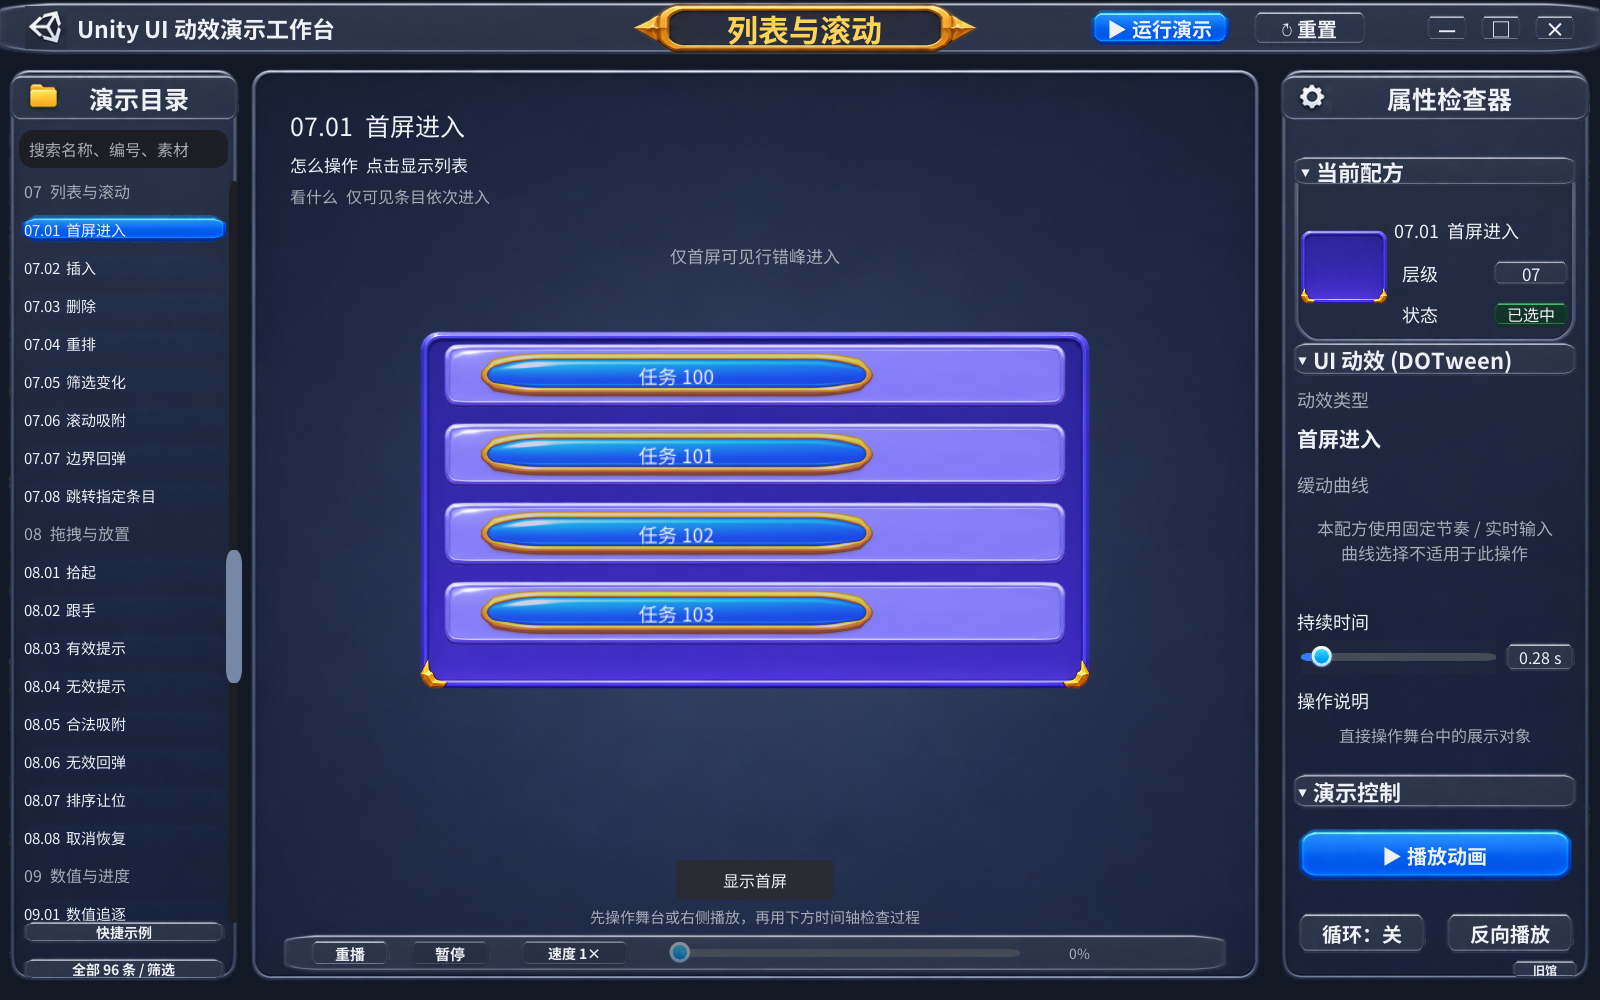 Unity UI 动效演示工作台
列表与滚动
▶ 运行演示
重置
演示目录
搜索名称、编号、素材
07 列表与滚动
07.01 首屏进入
07.02 插入
07.03 删除
07.04 重排
07.05 筛选变化
07.06 滚动吸附
07.07 边界回弹
07.08 跳转指定条目
08 拖拽与放置
08.01 拾起
08.02 跟手
08.03 有效提示
08.04 无效提示
08.05 合法吸附
08.06 无效回弹
08.07 排序让位
08.08 取消恢复
09 数值与进度
09.01 数值追逐
快捷示例
全部 96 条 / 筛选
07.01 首屏进入
怎么操作 点击显示列表
看什么 仅可见条目依次进入
仅首屏可见行错峰进入
任务 100
任务 101
任务 102
任务 103
显示首屏
先操作舞台或右侧播放，再用下方时间轴检查过程
重播
暂停
速度 1×
0%
属性检查器
▼ 当前配方
07.01 首屏进入
层级
07
状态
已选中
▼ UI 动效 (DOTween)
动效类型
首屏进入
缓动曲线
本配方使用固定节奏 / 实时输入
曲线选择不适用于此操作
持续时间
0.28 s
操作说明
直接操作舞台中的展示对象
▼ 演示控制
▶ 播放动画
循环：关
反向播放
旧馆